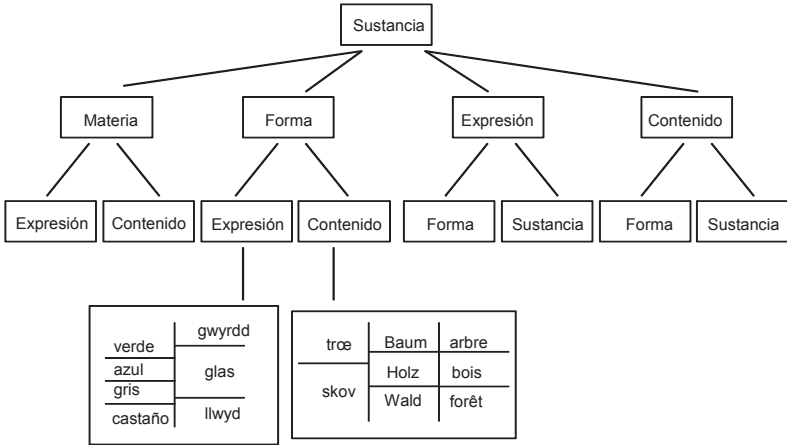 Sustancia
Materia Forma Expresión Contenido
Expresión Contenido Expresión Contenido Forma Sustancia Forma Sustancia
verde gwyrdd
azul glas
gris
castaño llwyd
trœ Baum arbre
Holz bois
skov Wald forêt